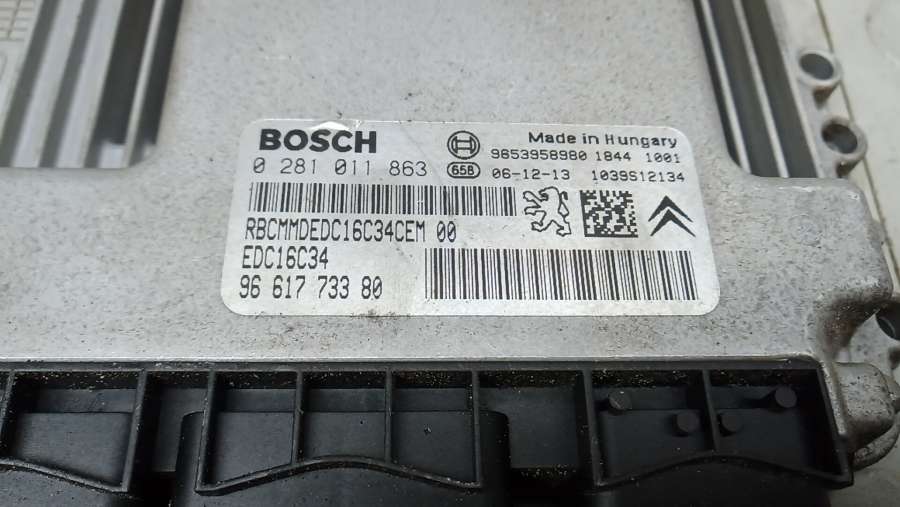 BOSCH
Made in Hungary
9653958980 1844 1001
0 281 011 863 658 06-12-13 1039S12134
RBCMMDEDC16C34CEM 00
EDC16C34
96 617 733 80